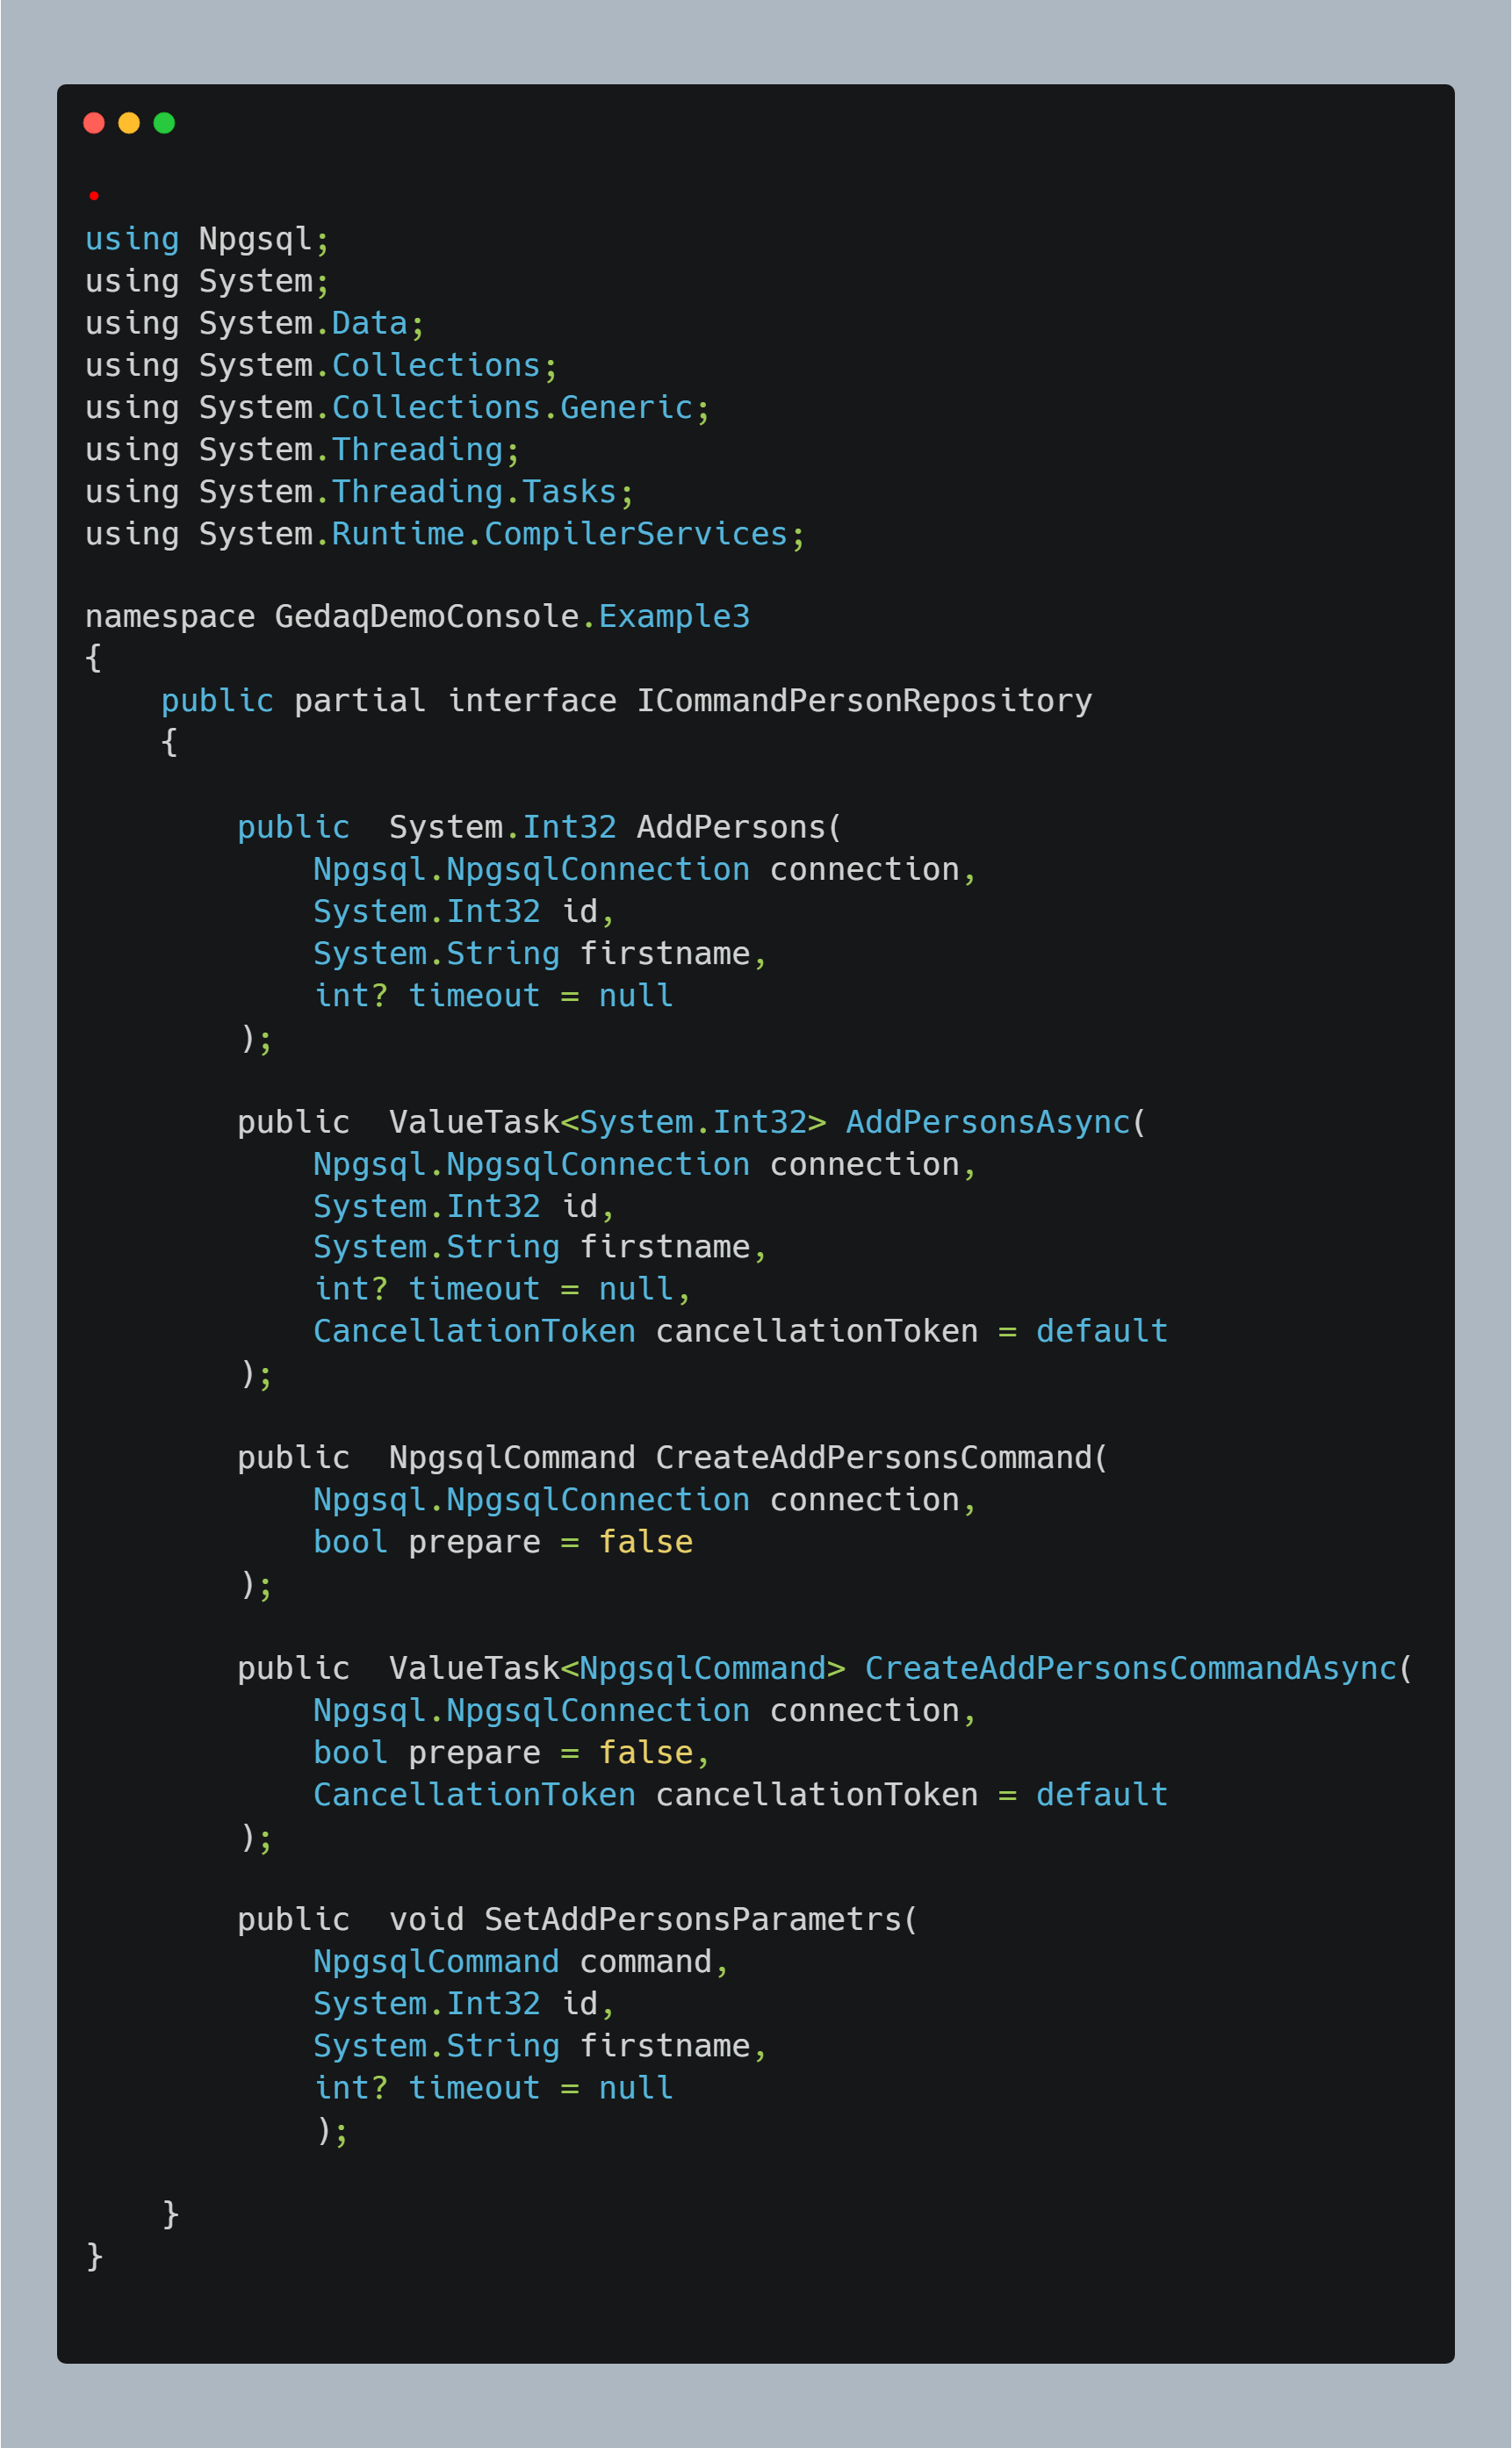 using Npgsql;
using System;
using System.Data;
using System.Collections;
using System.Collections.Generic;
using System.Threading;
using System.Threading.Tasks;
using System.Runtime.CompilerServices;

namespace GedaqDemoConsole.Example3
{
    public partial interface ICommandPersonRepository
    {

        public  System.Int32 AddPersons(
            Npgsql.NpgsqlConnection connection,
            System.Int32 id,
            System.String firstname,
            int? timeout = null
        );

        public  ValueTask<System.Int32> AddPersonsAsync(
            Npgsql.NpgsqlConnection connection,
            System.Int32 id,
            System.String firstname,
            int? timeout = null,
            CancellationToken cancellationToken = default
        );

        public  NpgsqlCommand CreateAddPersonsCommand(
            Npgsql.NpgsqlConnection connection,
            bool prepare = false
        );

        public  ValueTask<NpgsqlCommand> CreateAddPersonsCommandAsync(
            Npgsql.NpgsqlConnection connection,
            bool prepare = false,
            CancellationToken cancellationToken = default
        );

        public  void SetAddPersonsParametrs(
            NpgsqlCommand command,
            System.Int32 id,
            System.String firstname,
            int? timeout = null
            );

    }
}